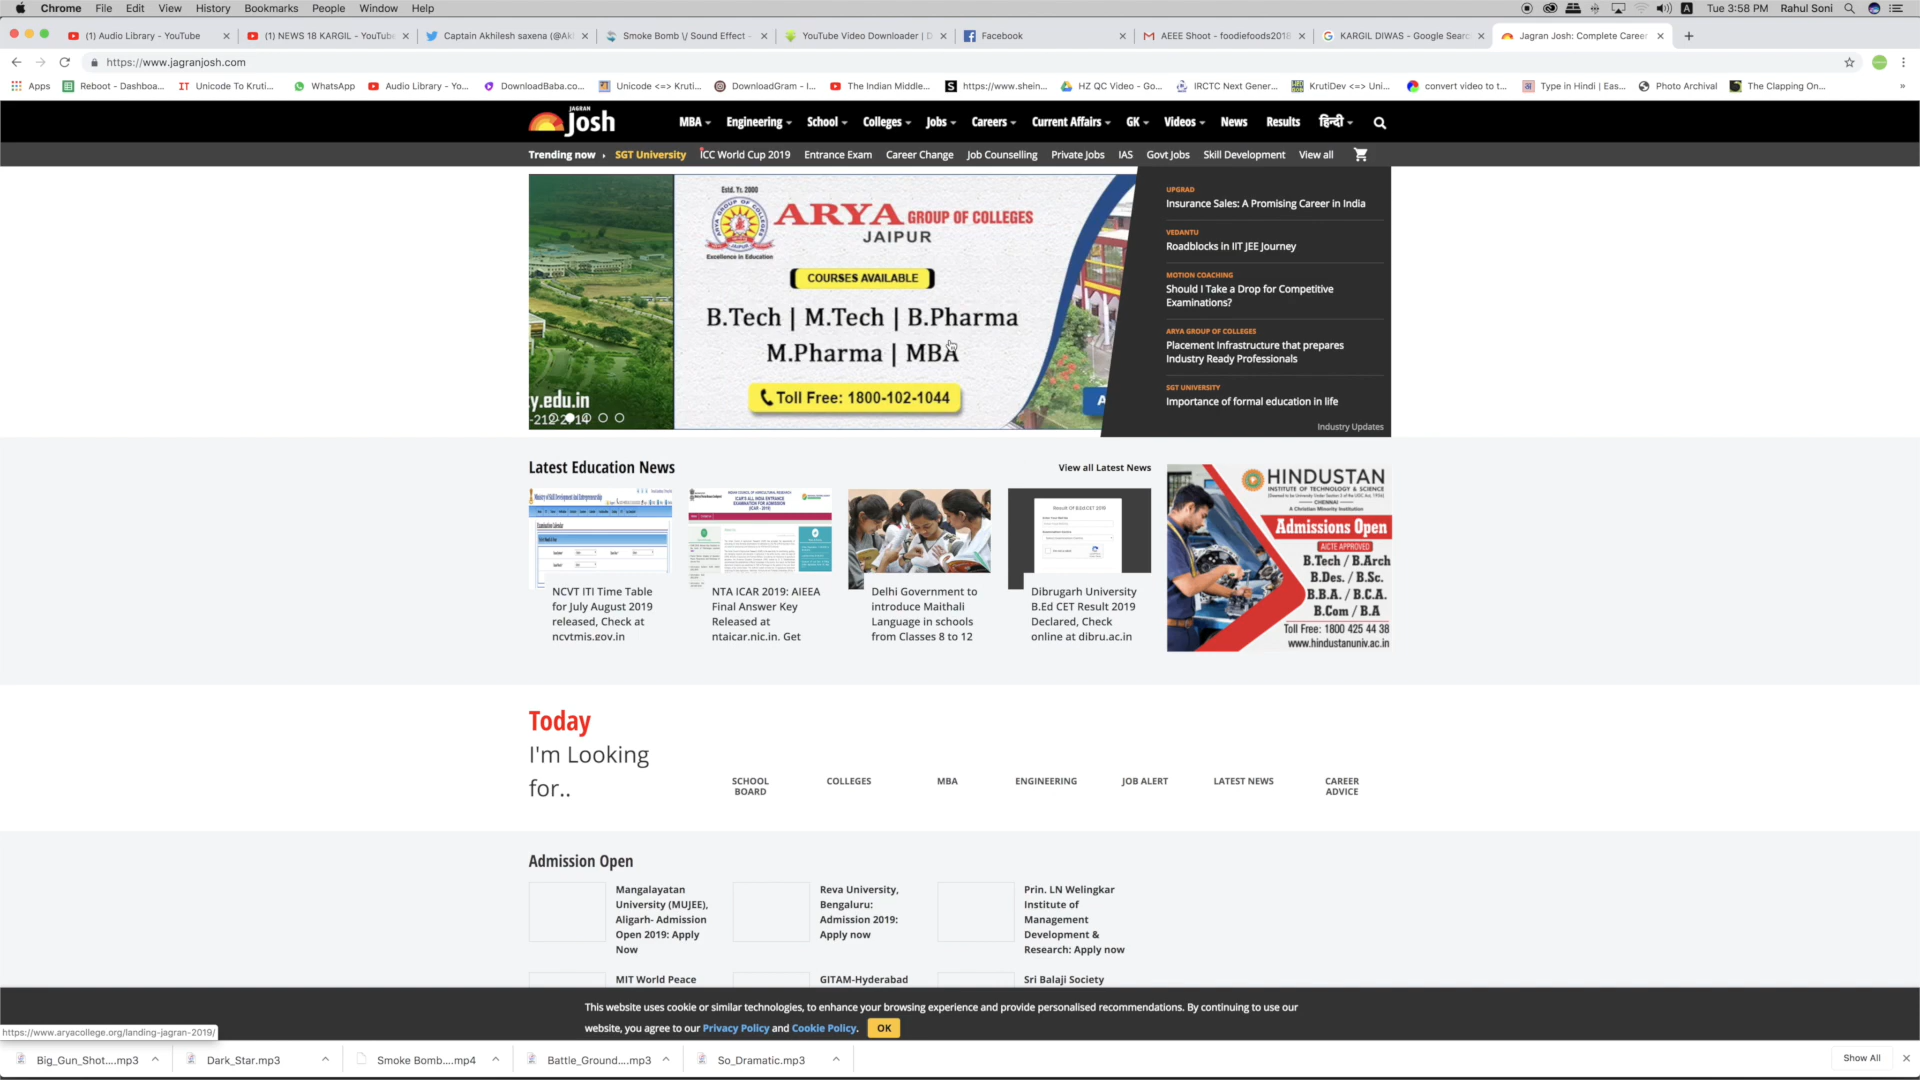 Chrome File Edit View History Bookmarks People Window Help
A Tue 3:58 PM Rahul Soni
(1) Audio Library - YouTube
(1) NEWS 18 KARGIL - YouTube
Captain Akhilesh saxena (@Ak
Smoke Bomb \/ Sound Effect -
YouTube Video Downloader | D
Facebook
AEEE Shoot - foodiefoods2018
KARGIL DIWAS - Google Searc
Jagran Josh: Complete Career
https://www.jagranjosh.com
Apps
Reboot - Dashboa...
IT Unicode To Kruti...
WhatsApp
Audio Library - Yo...
DownloadBaba.co...
Unicode <=> Kruti...
DownloadGram - I...
The Indian Middle...
S https://www.shein...
HZ QC Video - Go...
IRCTC Next Gener...
KrutiDev <=> Uni...
convert video to t...
Type in Hindi | Eas...
Photo Archival
The Clapping On...
JAGRAN
Josh
MBA Engineering School Colleges Jobs Careers Current Affairs GK Videos News Results हिन्दी
Trending now SGT University ICC World Cup 2019 Entrance Exam Career Change Job Counselling Private Jobs IAS Govt Jobs Skill Development View all
y.edu.in
-212-2714
Estd. Yr. 2000
ARYA GROUP OF COLLEGES
JAIPUR
Excellence in Education
COURSES AVAILABLE
B.Tech | M.Tech | B.Pharma
M.Pharma | MBA
Toll Free: 1800-102-1044
A
UPGRAD
Insurance Sales: A Promising Career in India
VEDANTU
Roadblocks in IIT JEE Journey
MOTION COACHING
Should I Take a Drop for Competitive
Examinations?
ARYA GROUP OF COLLEGES
Placement Infrastructure that prepares
Industry Ready Professionals
SGT UNIVERSITY
Importance of formal education in life
Industry Updates
Latest Education News
View all Latest News
NCVT ITI Time Table
for July August 2019
released, Check at
ncvtmis.gov.in
NTA ICAR 2019: AIEEA
Final Answer Key
Released at
ntaicar.nic.in. Get
Delhi Government to
introduce Maithali
Language in schools
from Classes 8 to 12
Result Of B.Ed CET 2019
Dibrugarh University
B.Ed CET Result 2019
Declared, Check
online at dibru.ac.in
HINDUSTAN
INSTITUTE OF TECHNOLOGY & SCIENCE
CHENNAI
A Christian Minority Institution
Admissions Open
AICTE APPROVED
B.Tech / B.Arch
B.Des. / B.Sc.
B.B.A. / B.C.A.
B.Com / B.A
Toll Free: 1800 425 44 38
www.hindustanuniv.ac.in
Today
I'm Looking
for..
SCHOOL
BOARD
COLLEGES
MBA
ENGINEERING
JOB ALERT
LATEST NEWS
CAREER
ADVICE
Admission Open
Mangalayatan
University (MUJEE),
Aligarh- Admission
Open 2019: Apply
Now
Reva University,
Bengaluru:
Admission 2019:
Apply now
Prin. LN Welingkar
Institute of
Management
Development &
Research: Apply now
MIT World Peace
GITAM-Hyderabad
Sri Balaji Society
This website uses cookie or similar technologies, to enhance your browsing experience and provide personalised recommendations. By continuing to use our
website, you agree to our Privacy Policy and Cookie Policy. OK
https://www.aryacollege.org/landing-jagran-2019/
Big_Gun_Shot....mp3
Dark_Star.mp3
Smoke Bomb....mp4
Battle_Ground....mp3
So_Dramatic.mp3
Show All